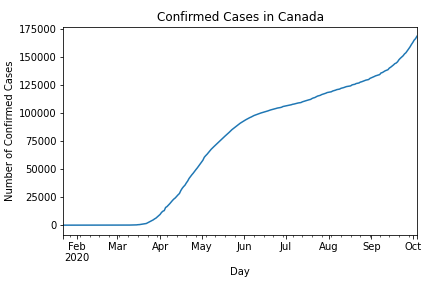 Confirmed Cases in Canada
175000
150000
125000
100000
75000
50000
25000
0
Number of Confirmed Cases
Feb Mar Apr May Jun Jul Aug Sep Oct
2020
Day